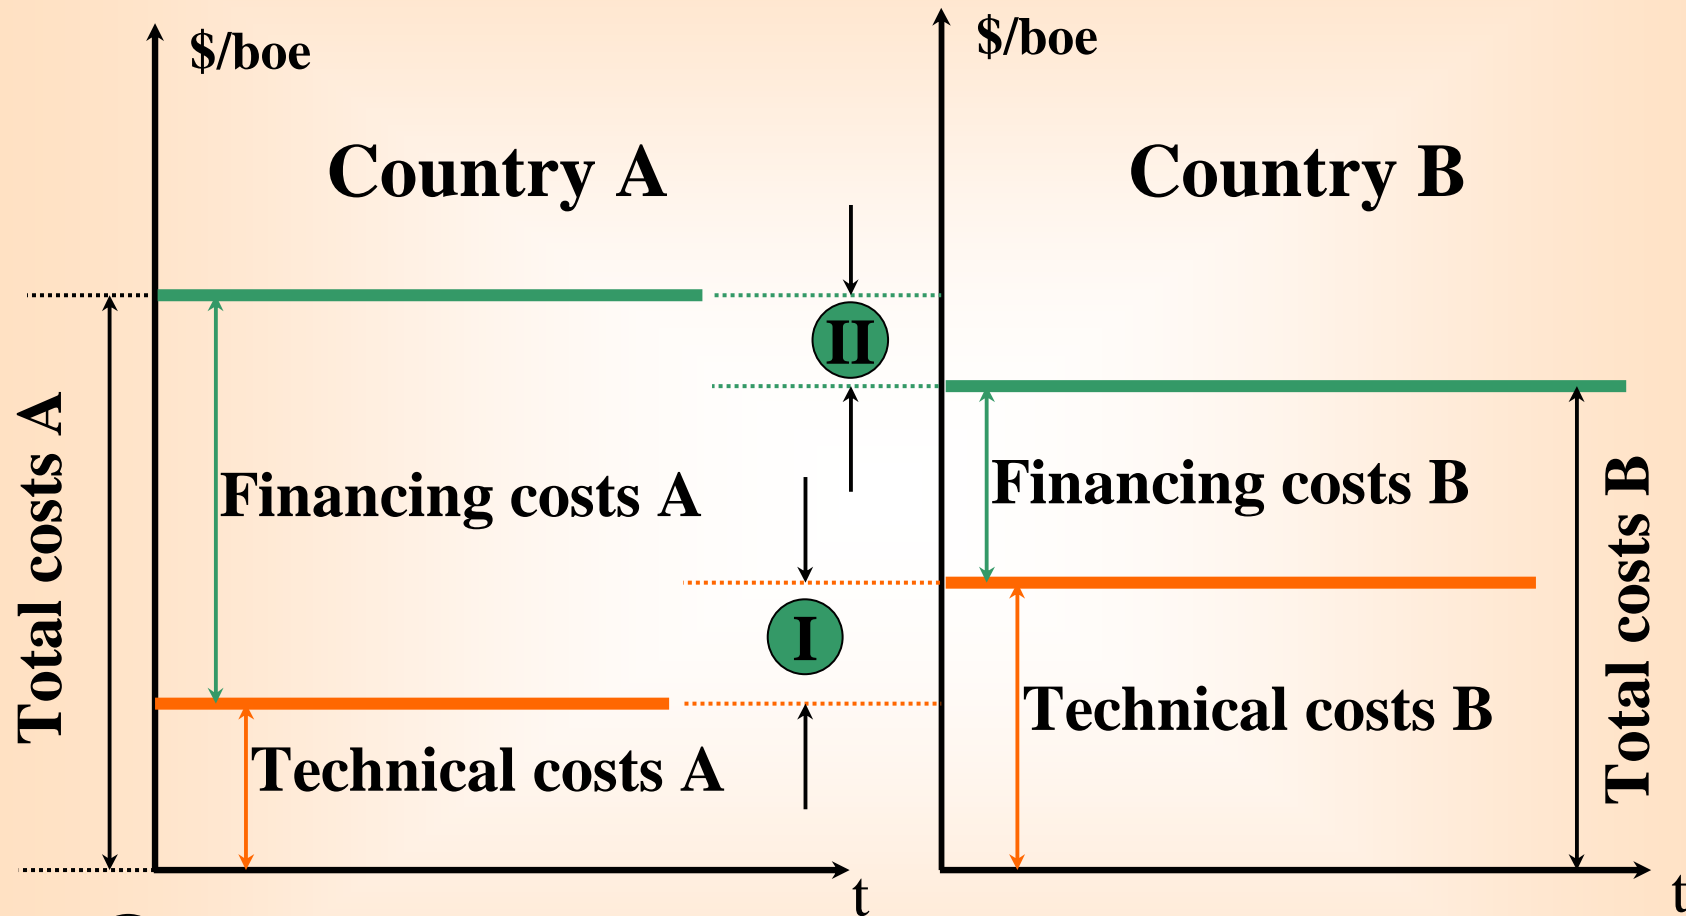 $/boe
$/boe
Country A
Country B
II
Financing costs A
Financing costs B
Total costs A
Total costs B
I
Technical costs B
Technical costs A
t
t